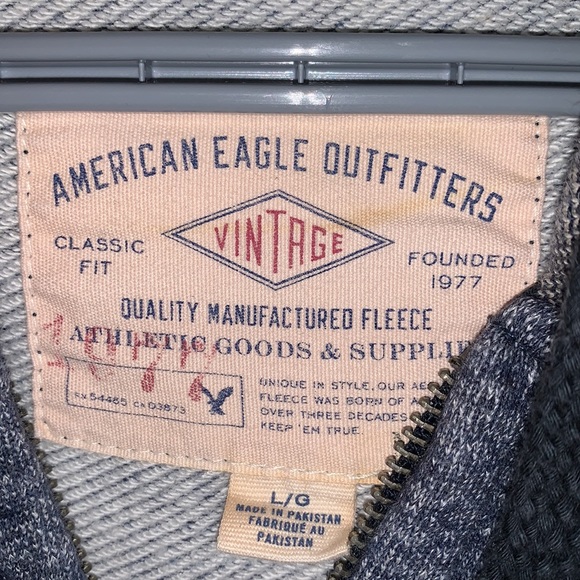 AMERICAN EAGLE OUTFITTERS
VINTAGE
CLASSIC
FIT
FOUNDED
1977
QUALITY MANUFACTURED FLEECE
ATHLETIC GOODS & SUPPLI
RN 54485 CA 03873
UNIQUE IN STYLE, OUR AE
FLEECE WAS BORN OF A
OVER THREE DECADES
KEEP 'EM TRUE.
L/G
MADE IN PAKISTAN
FABRIQUÉ AU
PAKISTAN